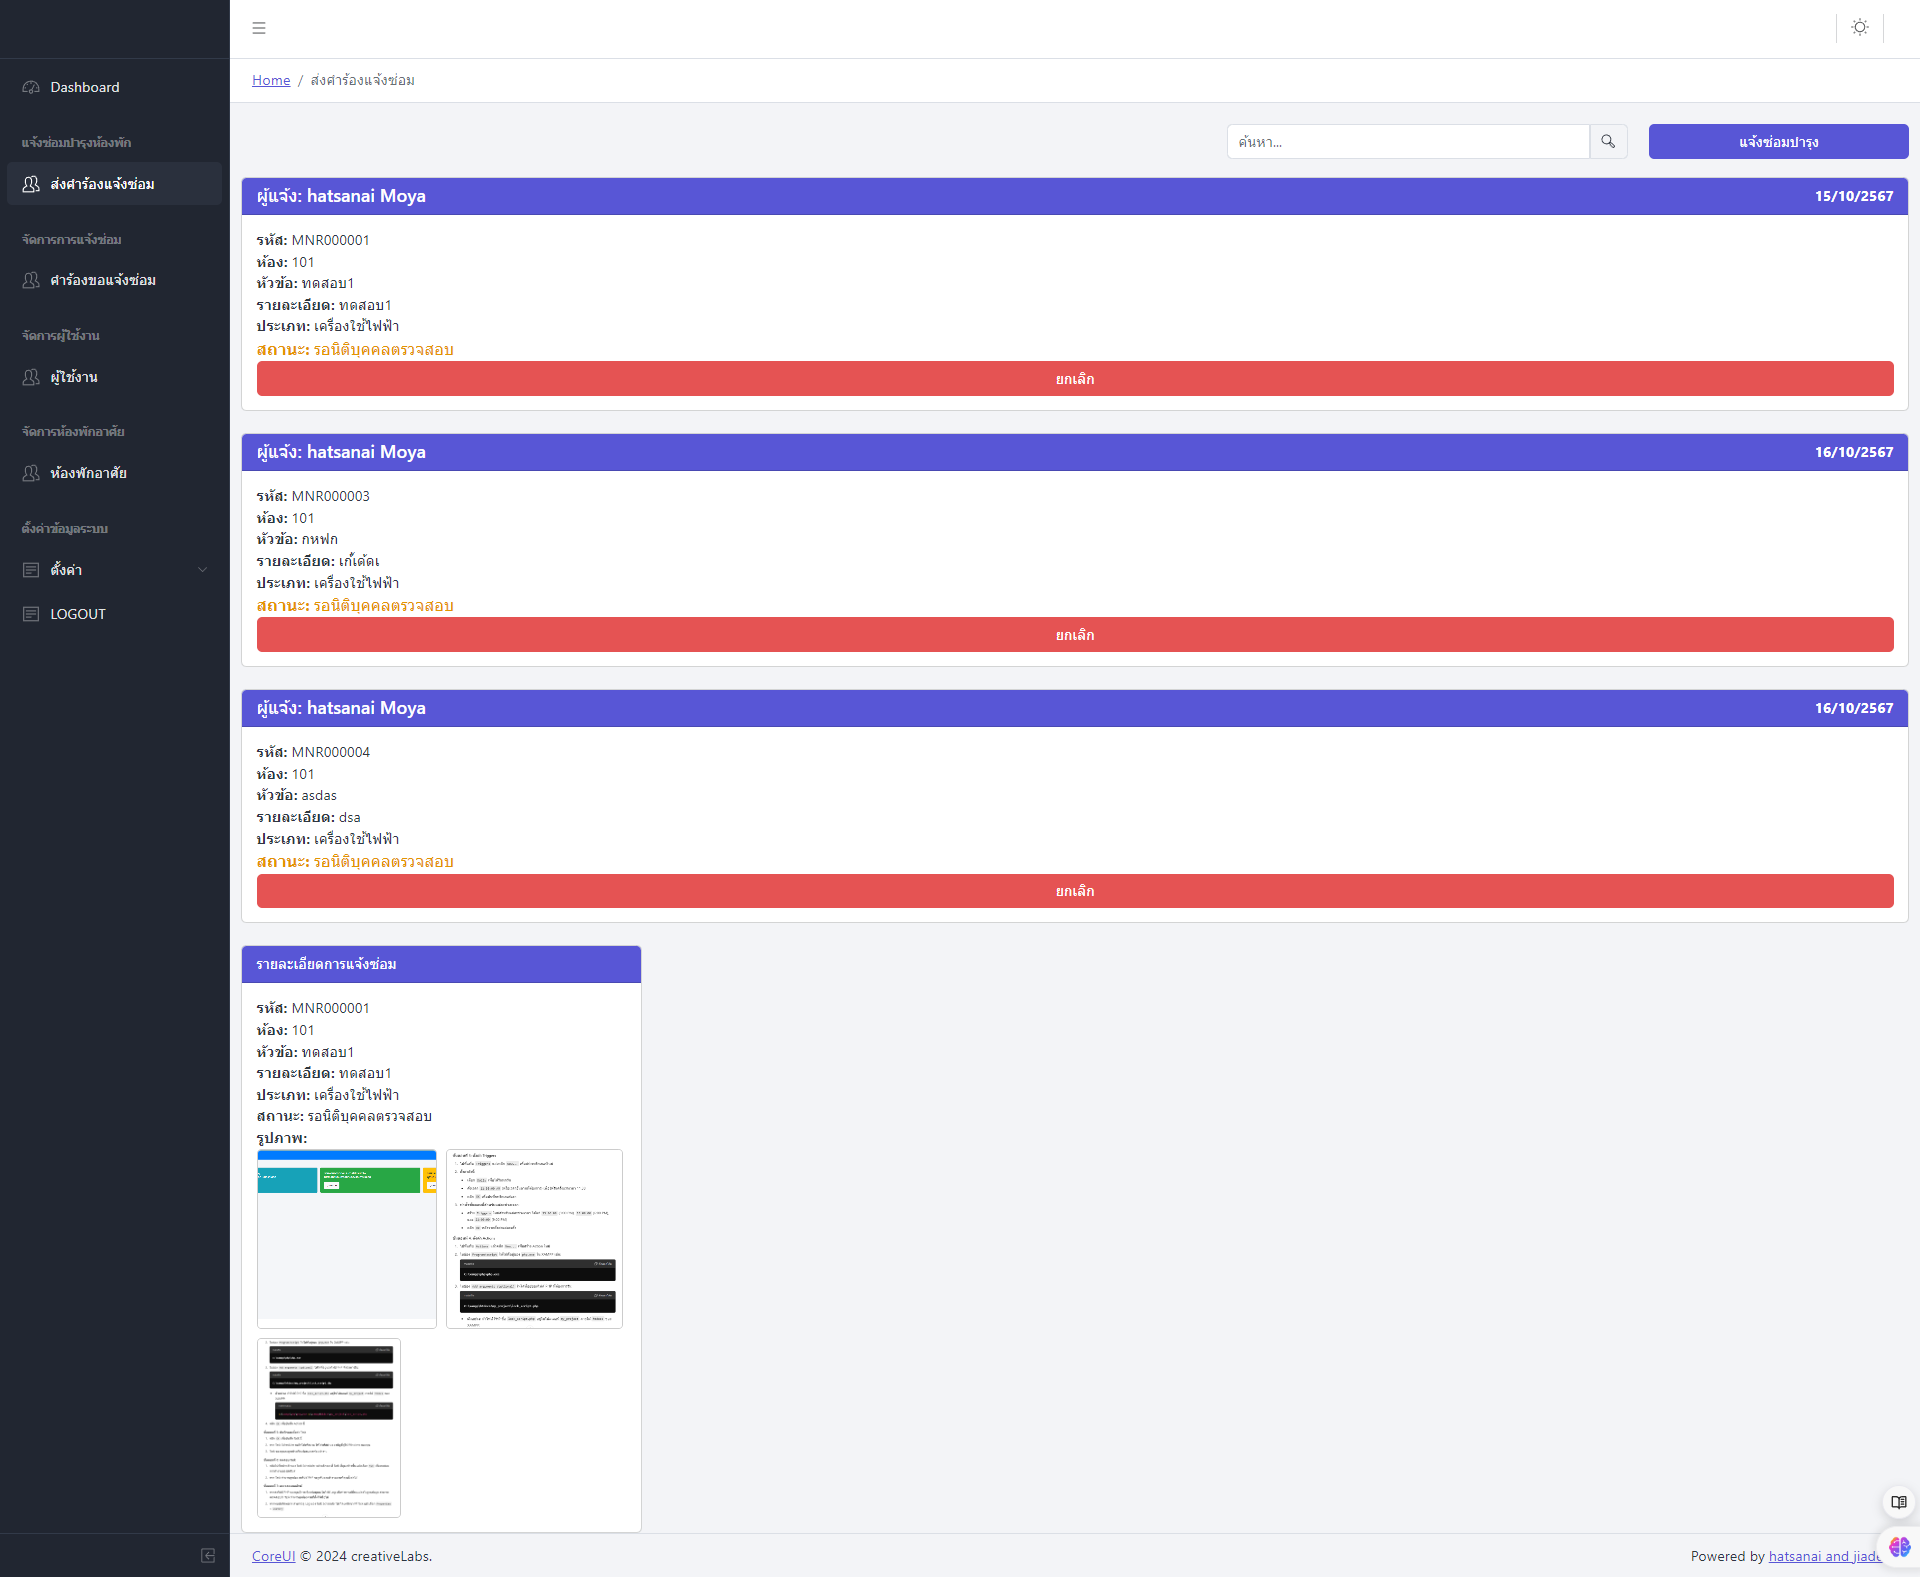 Dashboard
แจ้งซ่อมบำรุงห้องพัก
ส่งคำร้องแจ้งซ่อม
จัดการการแจ้งซ่อม
คำร้องขอแจ้งซ่อม
จัดการผู้ใช้งาน
ผู้ใช้งาน
จัดการห้องพักอาศัย
ห้องพักอาศัย
ตั้งค่าข้อมูลระบบ
ตั้งค่า
LOGOUT
Home / ส่งคำร้องแจ้งซ่อม
ค้นหา...
แจ้งซ่อมบำรุง
ผู้แจ้ง: hatsanai Moya 15/10/2567
รหัส: MNR000001
ห้อง: 101
หัวข้อ: ทดสอบ1
รายละเอียด: ทดสอบ1
ประเภท: เครื่องใช้ไฟฟ้า
สถานะ: รอนิติบุคคลตรวจสอบ
ยกเลิก
ผู้แจ้ง: hatsanai Moya 16/10/2567
รหัส: MNR000003
ห้อง: 101
หัวข้อ: กหฟก
รายละเอียด:
ประเภท: เครื่องใช้ไฟฟ้า
สถานะ: รอนิติบุคคลตรวจสอบ
ยกเลิก
ผู้แจ้ง: hatsanai Moya 16/10/2567
รหัส: MNR000004
ห้อง: 101
หัวข้อ: asdas
รายละเอียด: dsa
ประเภท: เครื่องใช้ไฟฟ้า
สถานะ: รอนิติบุคคลตรวจสอบ
ยกเลิก
รายละเอียดการแจ้งซ่อม
รหัส: MNR000001
ห้อง: 101
หัวข้อ: ทดสอบ1
รายละเอียด: ทดสอบ1
ประเภท: เครื่องใช้ไฟฟ้า
สถานะ: รอนิติบุคคลตรวจสอบ
รูปภาพ:
CoreUI © 2024 creativeLabs.
Powered by hatsanai and